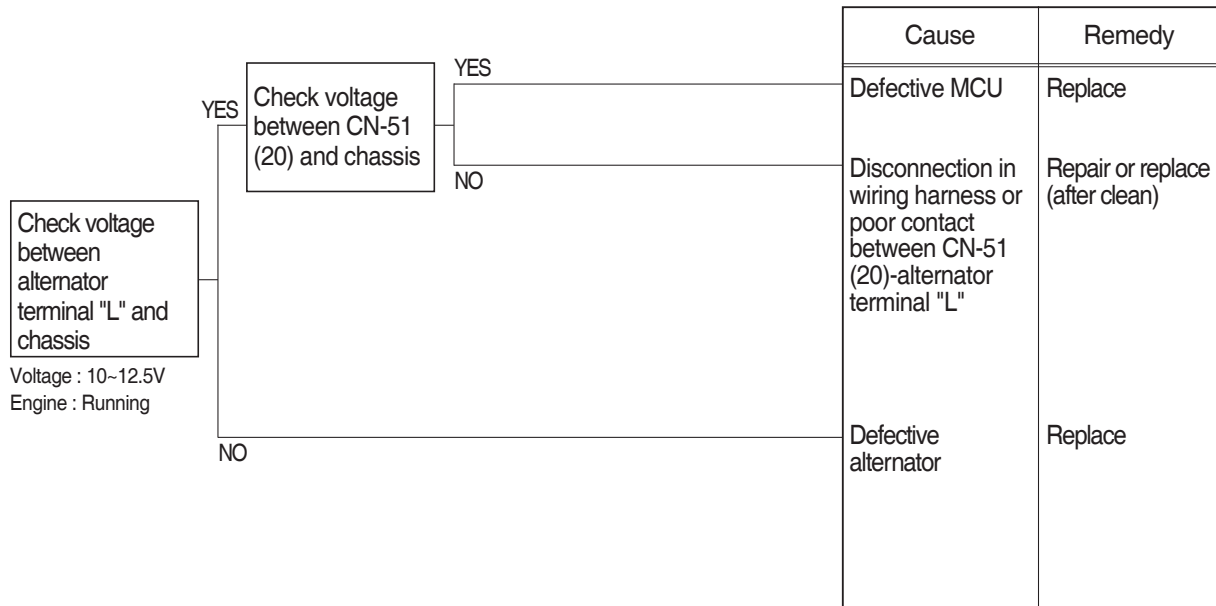 Cause
Remedy
YES
Defective MCU
Replace
YES
Check voltage
between CN-51
(20) and chassis
NO
Disconnection in
wiring harness or
poor contact
between CN-51
(20)-alternator
terminal "L"
Repair or replace
(after clean)
Check voltage
between
alternator
terminal "L" and
chassis
Voltage : 10~12.5V
Engine : Running
NO
Defective
alternator
Replace